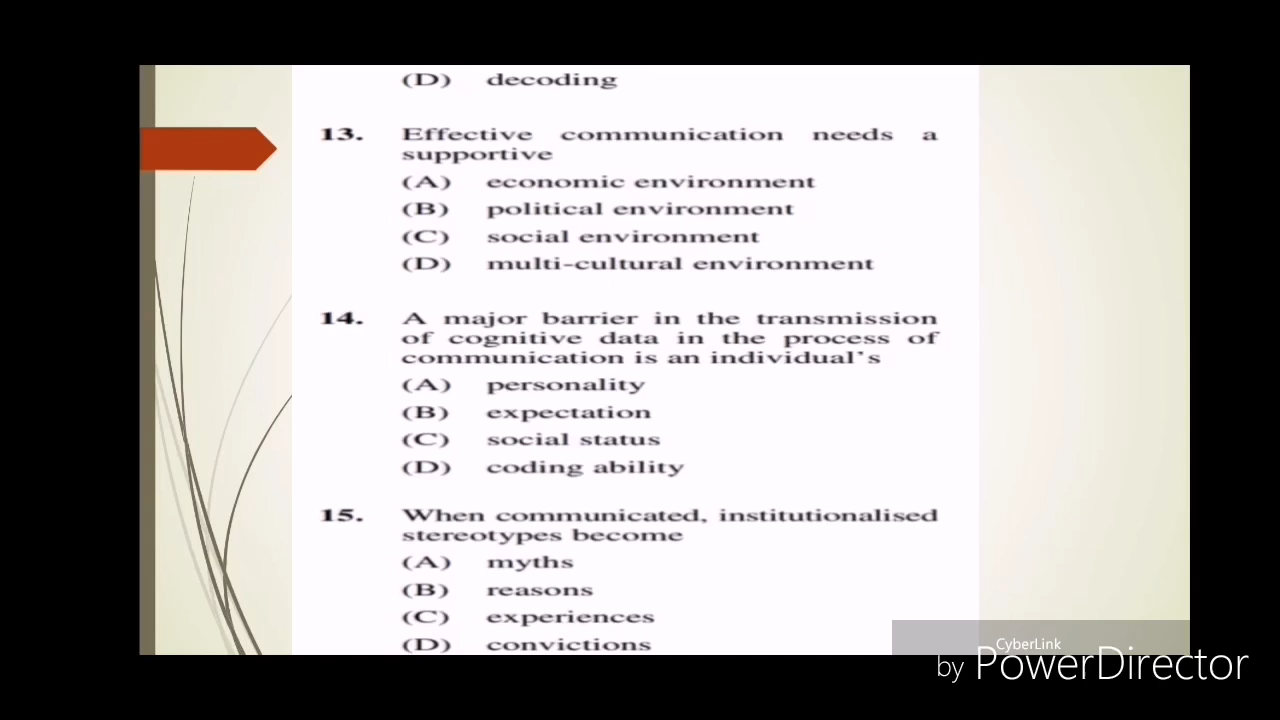 (D) decoding
13. Effective communication needs a
supportive
(A) economic environment
(B) political environment
(C) social environment
(D) multi-cultural environment
14. A major barrier in the transmission
of cognitive data in the process of
communication is an individual's
(A) personality
(B) expectation
(C) social status
(D) coding ability
15. When communicated, institutionalised
stereotypes become
(A) myths
(B) reasons
(C) experiences
(D) convictions
CyberLink
by PowerDirector